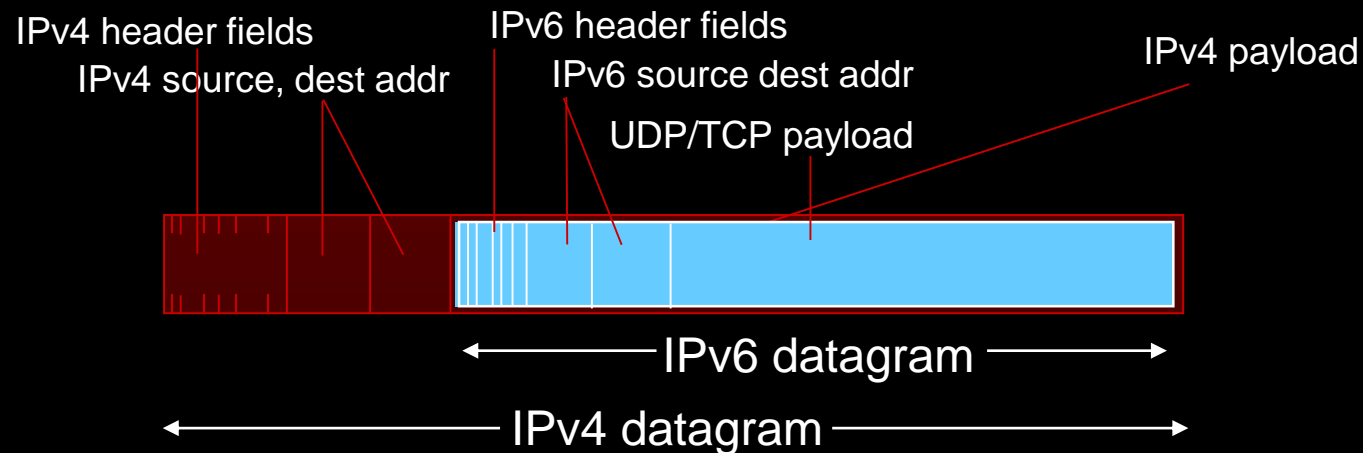 IPv4 header fields
IPv4 source, dest addr
IPv6 header fields
IPv6 source dest addr
UDP/TCP payload
IPv4 payload
IPv6 datagram
IPv4 datagram